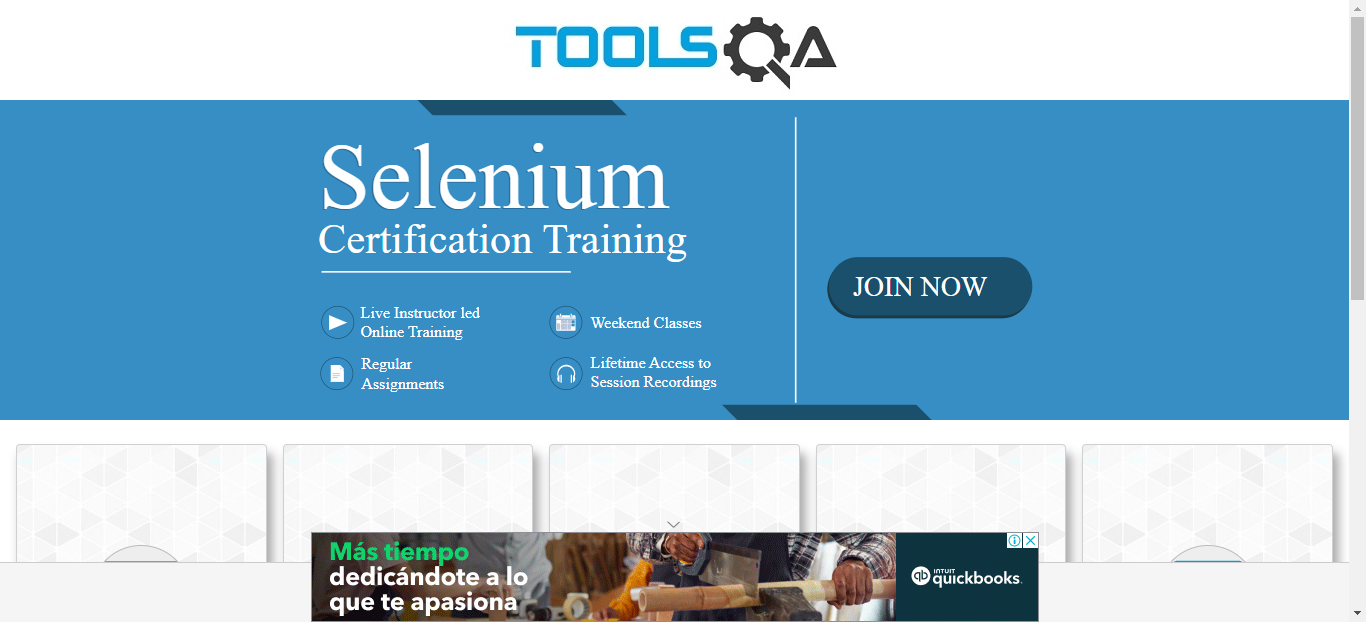 TOOLSQA
Selenium
Certification Training
Live Instructor led
Online Training
Weekend Classes
Regular
Assignments
Lifetime Access to
Session Recordings
JOIN NOW
Más tiempo
dedicándote a lo
que te apasiona
INTUIT
quickbooks.